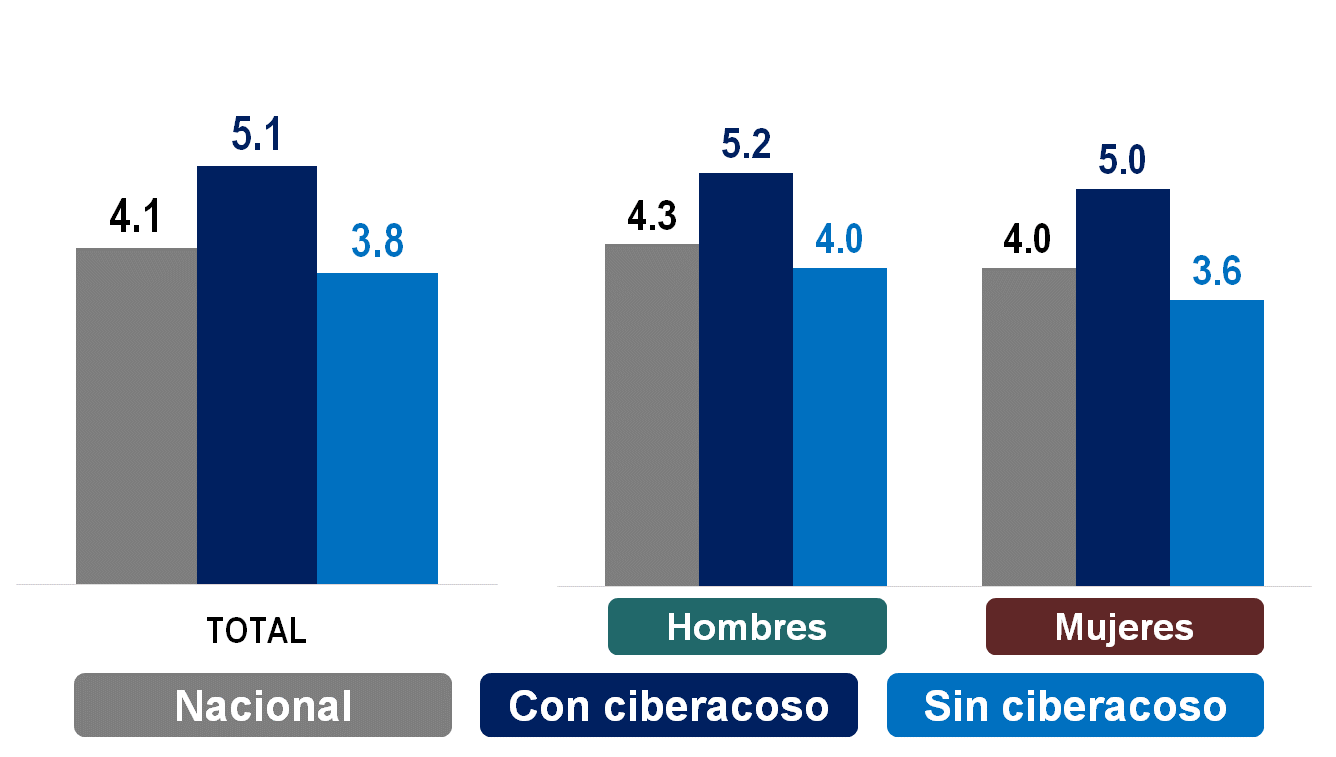 5.1
4.1
3.8
5.2
4.3
4.0
5.0
4.0
3.6
TOTAL
Hombres
Mujeres
Nacional
Con ciberacoso
Sin ciberacoso